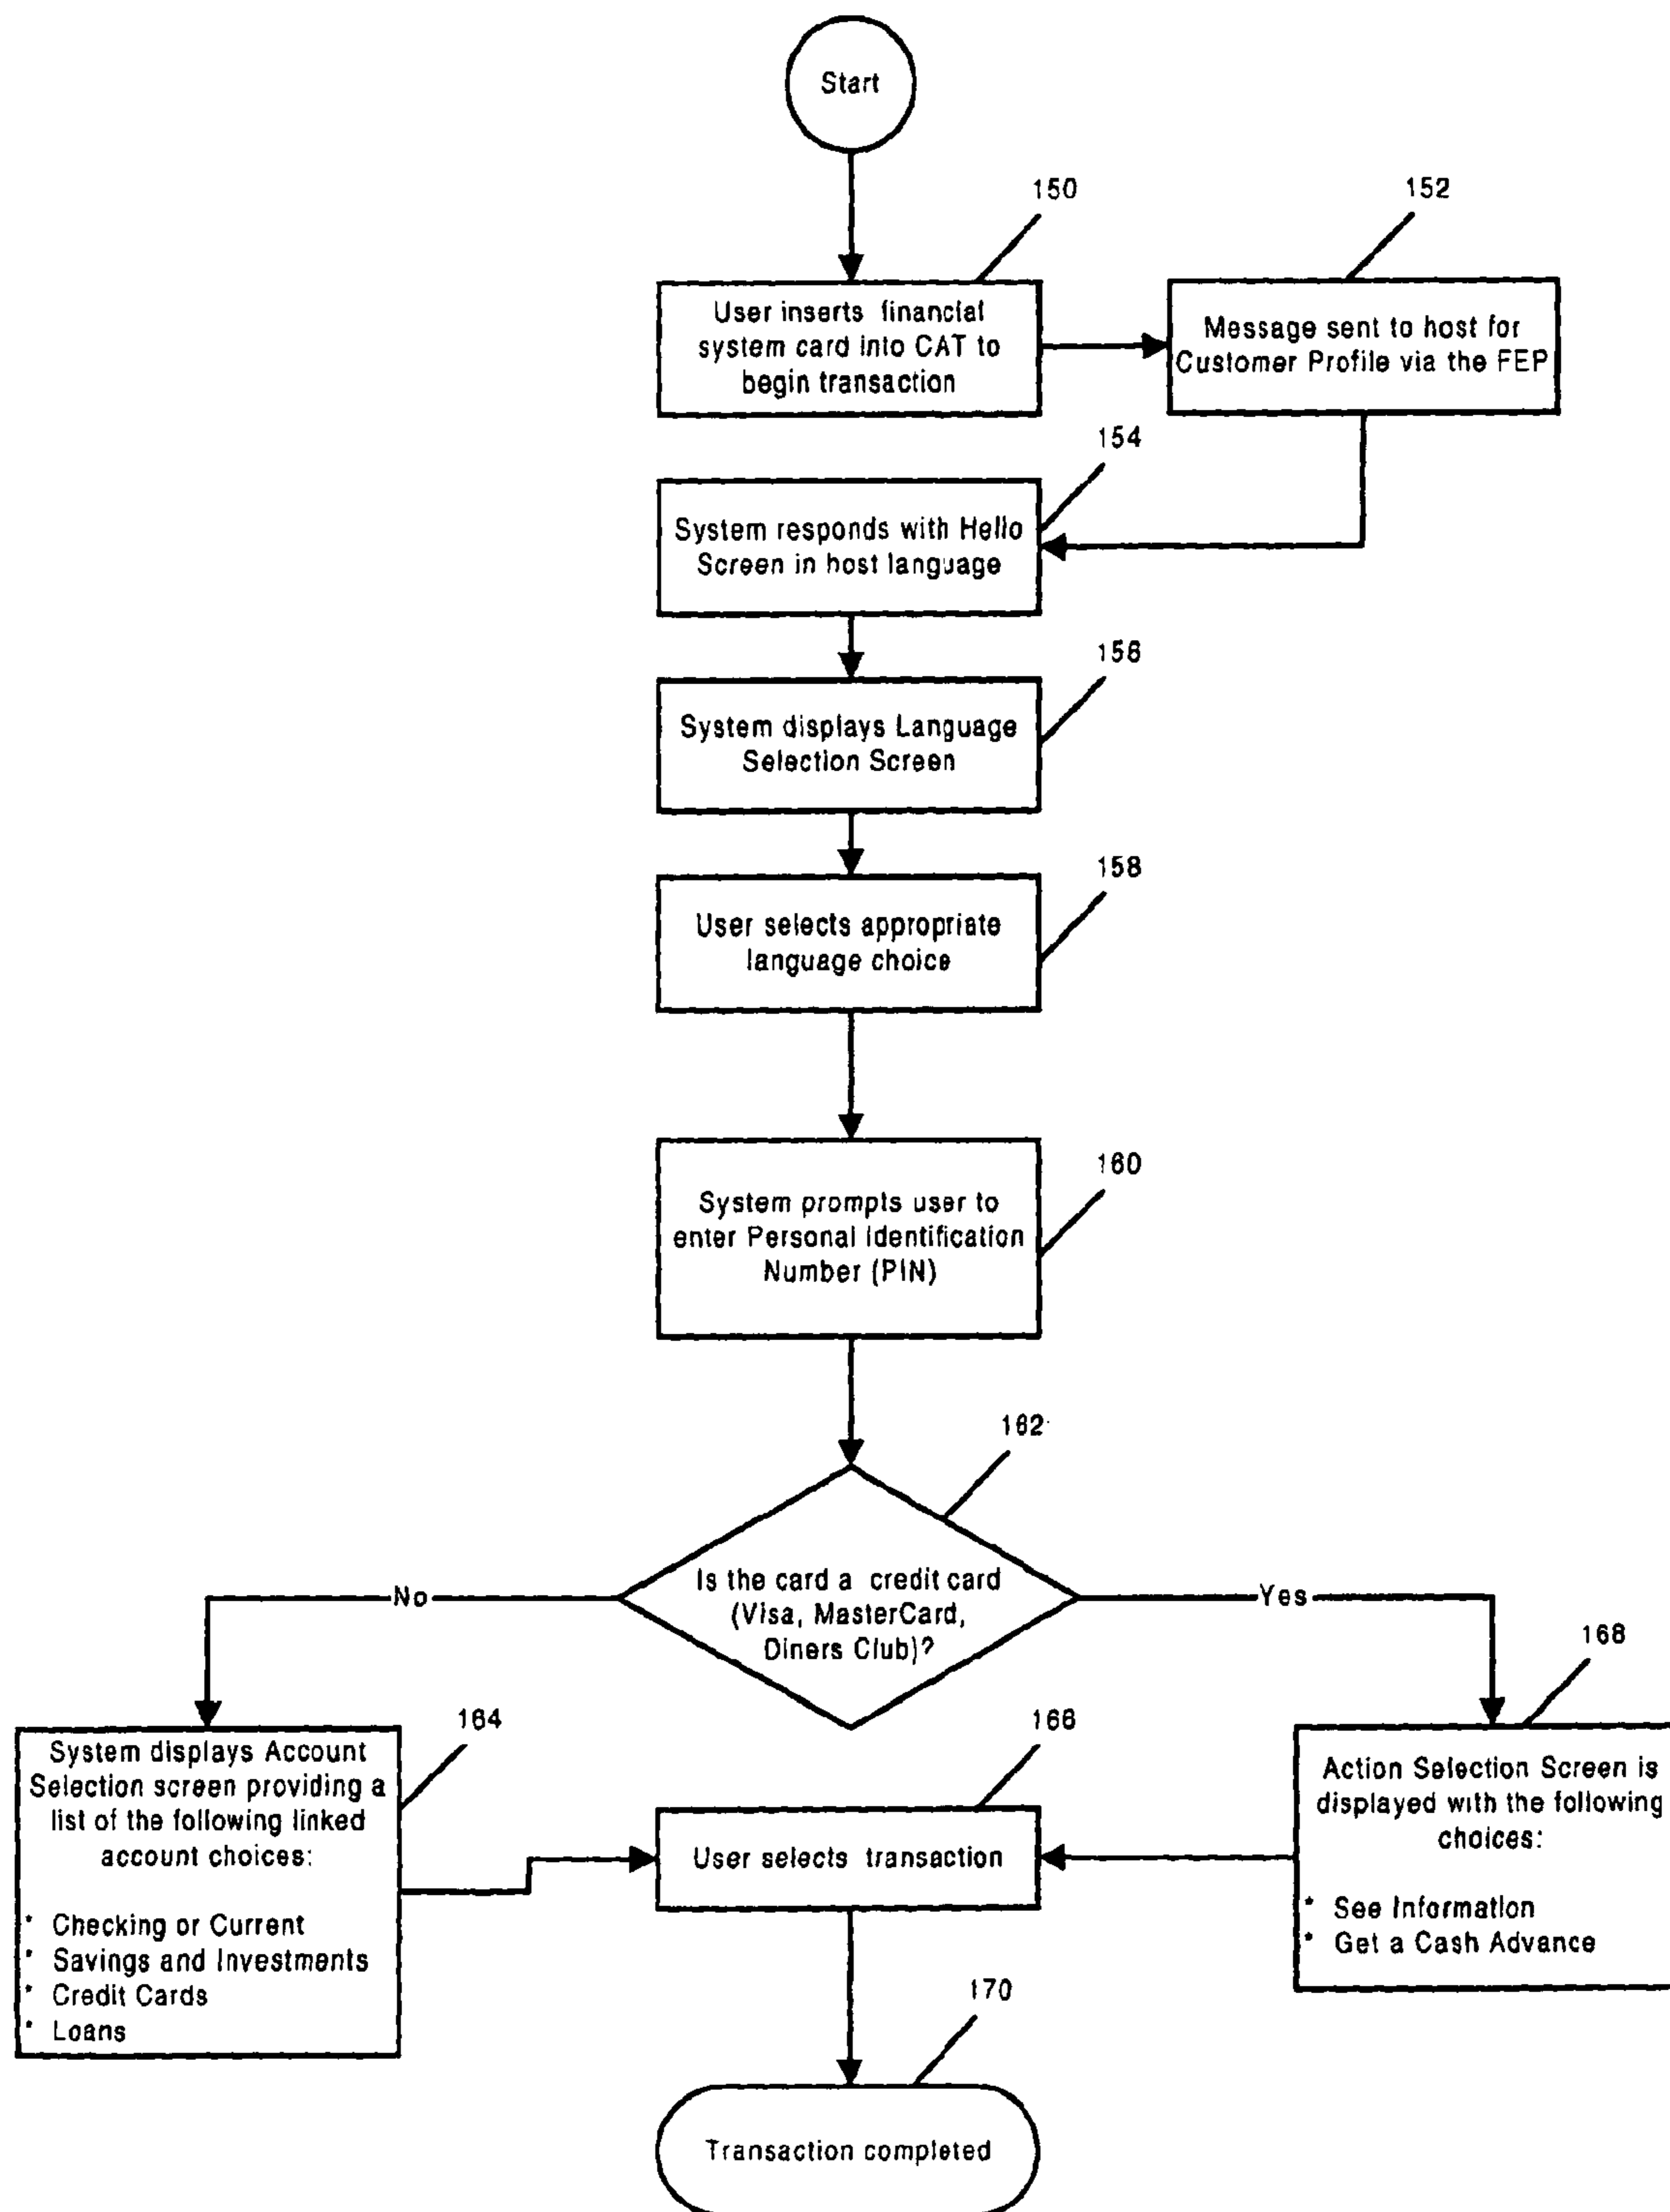 Start
150
152
User inserts financial
system card into CAT to
begin transaction
Message sent to host for
Customer Profile via the FEP
154
System responds with Hello
Screen in host language
156
System displays Language
Selection Screen
158
User selects appropriate
language choice
160
System prompts user to
enter Personal Identification
Number (PIN)
162
Is the card a credit card
(Visa, MasterCard,
Diners Club)?
No
Yes
164
System displays Account
Selection screen providing a
list of the following linked
account choices:
* Checking or Current
* Savings and Investments
* Credit Cards
* Loans
166
User selects transaction
168
Action Selection Screen is
displayed with the following
choices:
* See Information
* Get a Cash Advance
170
Transaction completed